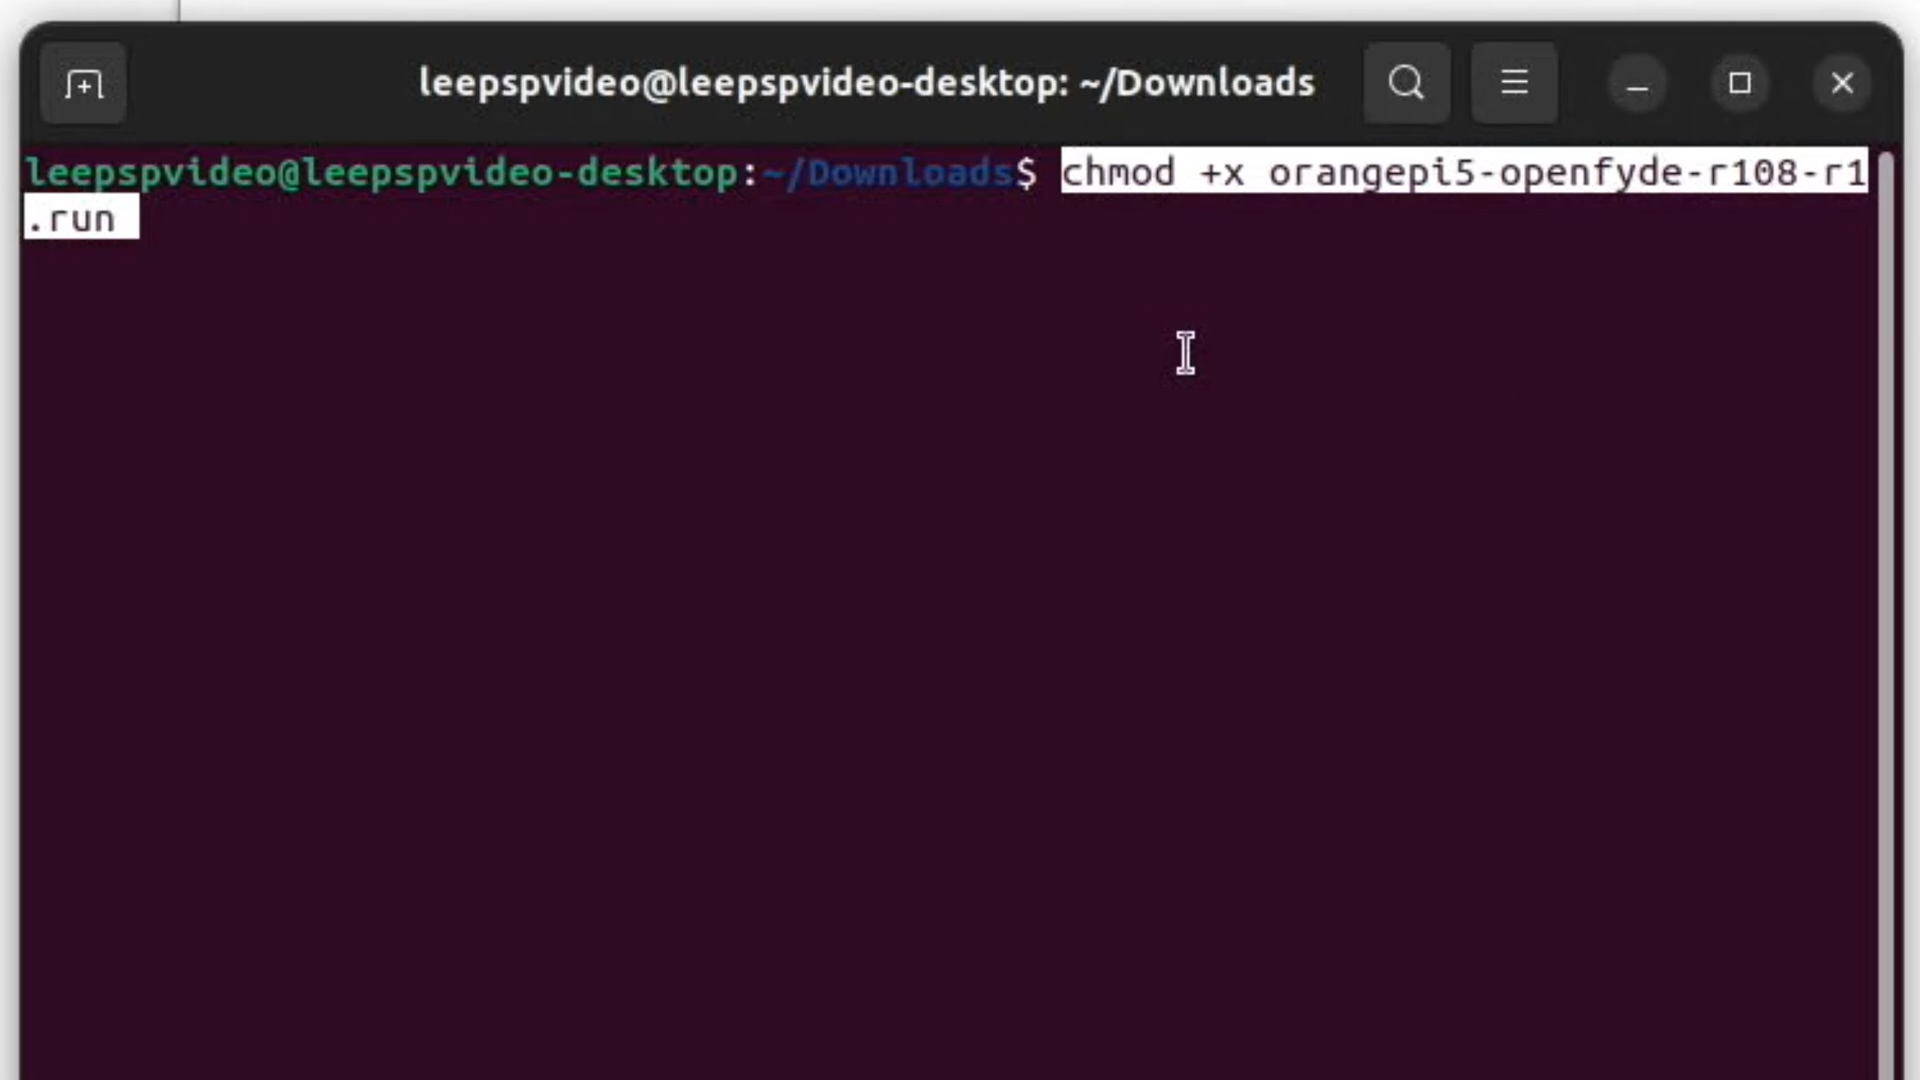 leepspvideo@leepspvideo-desktop: ~/Downloads
leepspvideo@leepspvideo-desktop:~/Downloads$ chmod +x orangepi5-openfyde-r108-r1
.run